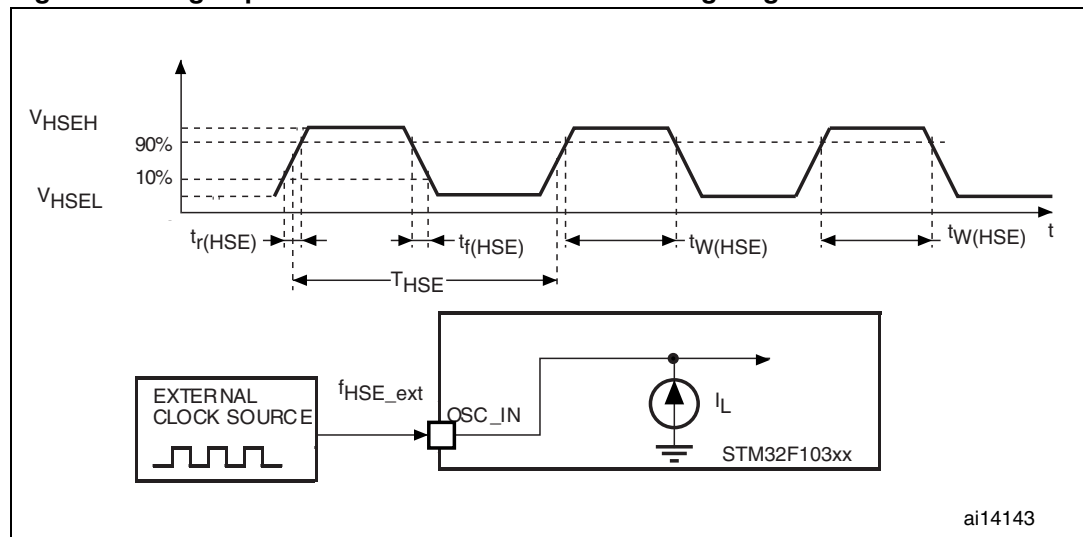 VHSEH
90%
10%
VHSEL
tr(HSE)
tf(HSE)
tW(HSE)
tW(HSE)
t
THSE
EXTERNAL
CLOCK SOURCE
fHSE_ext
OSC_IN
IL
STM32F103xx
ai14143